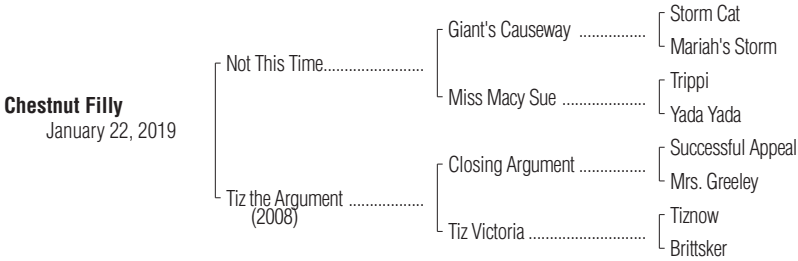 Storm Cat
Giant's Causeway ................
Mariah's Storm
Not This Time.......................
Trippi
Miss Macy Sue ....................
Yada Yada
Chestnut Filly
January 22, 2019
Successful Appeal
Closing Argument ................
Mrs. Greeley
Tiz the Argument ..................
(2008)
Tiznow
Tiz Victoria ............................
Brittsker